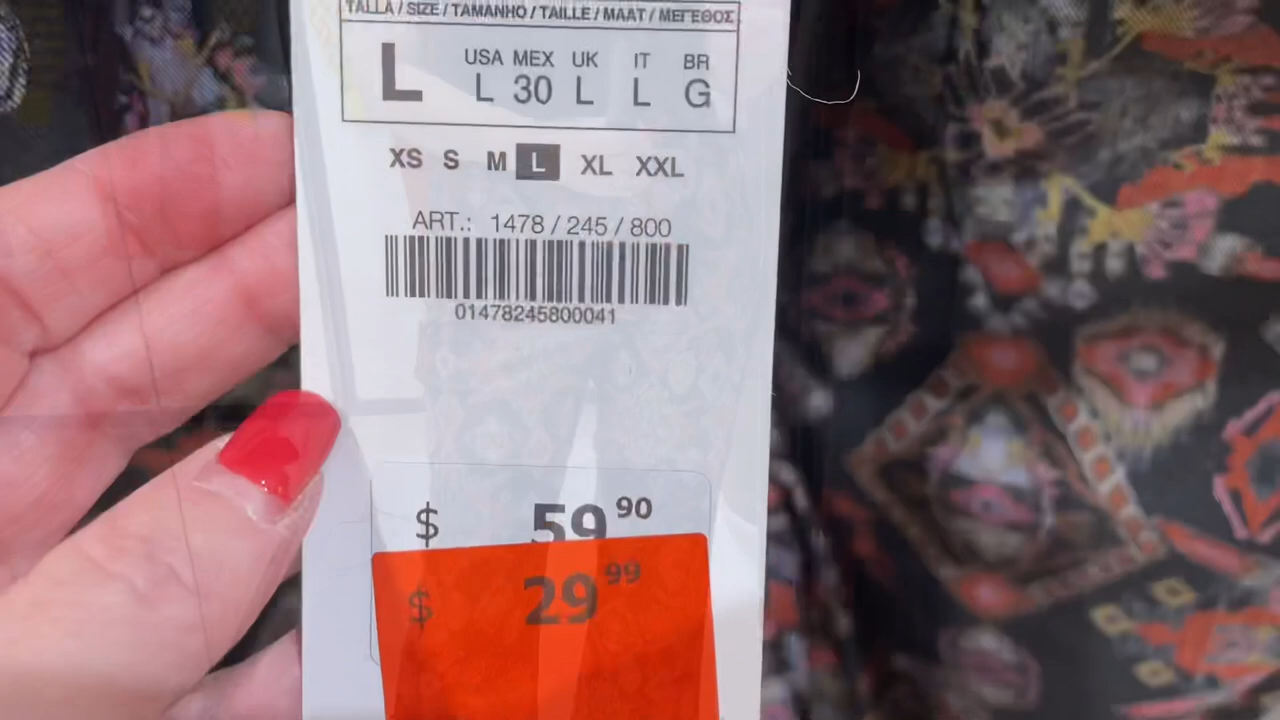 TALLA / SIZE / TAMANHO / TAILLE / MAAT / ΜΕΓΕΘΟΣ
L USA MEX UK IT BR
L 30 L L G
XS S M L XL XXL
ART.: 1478 / 245 / 800
01478245800041
$ 59 90
$ 29 99